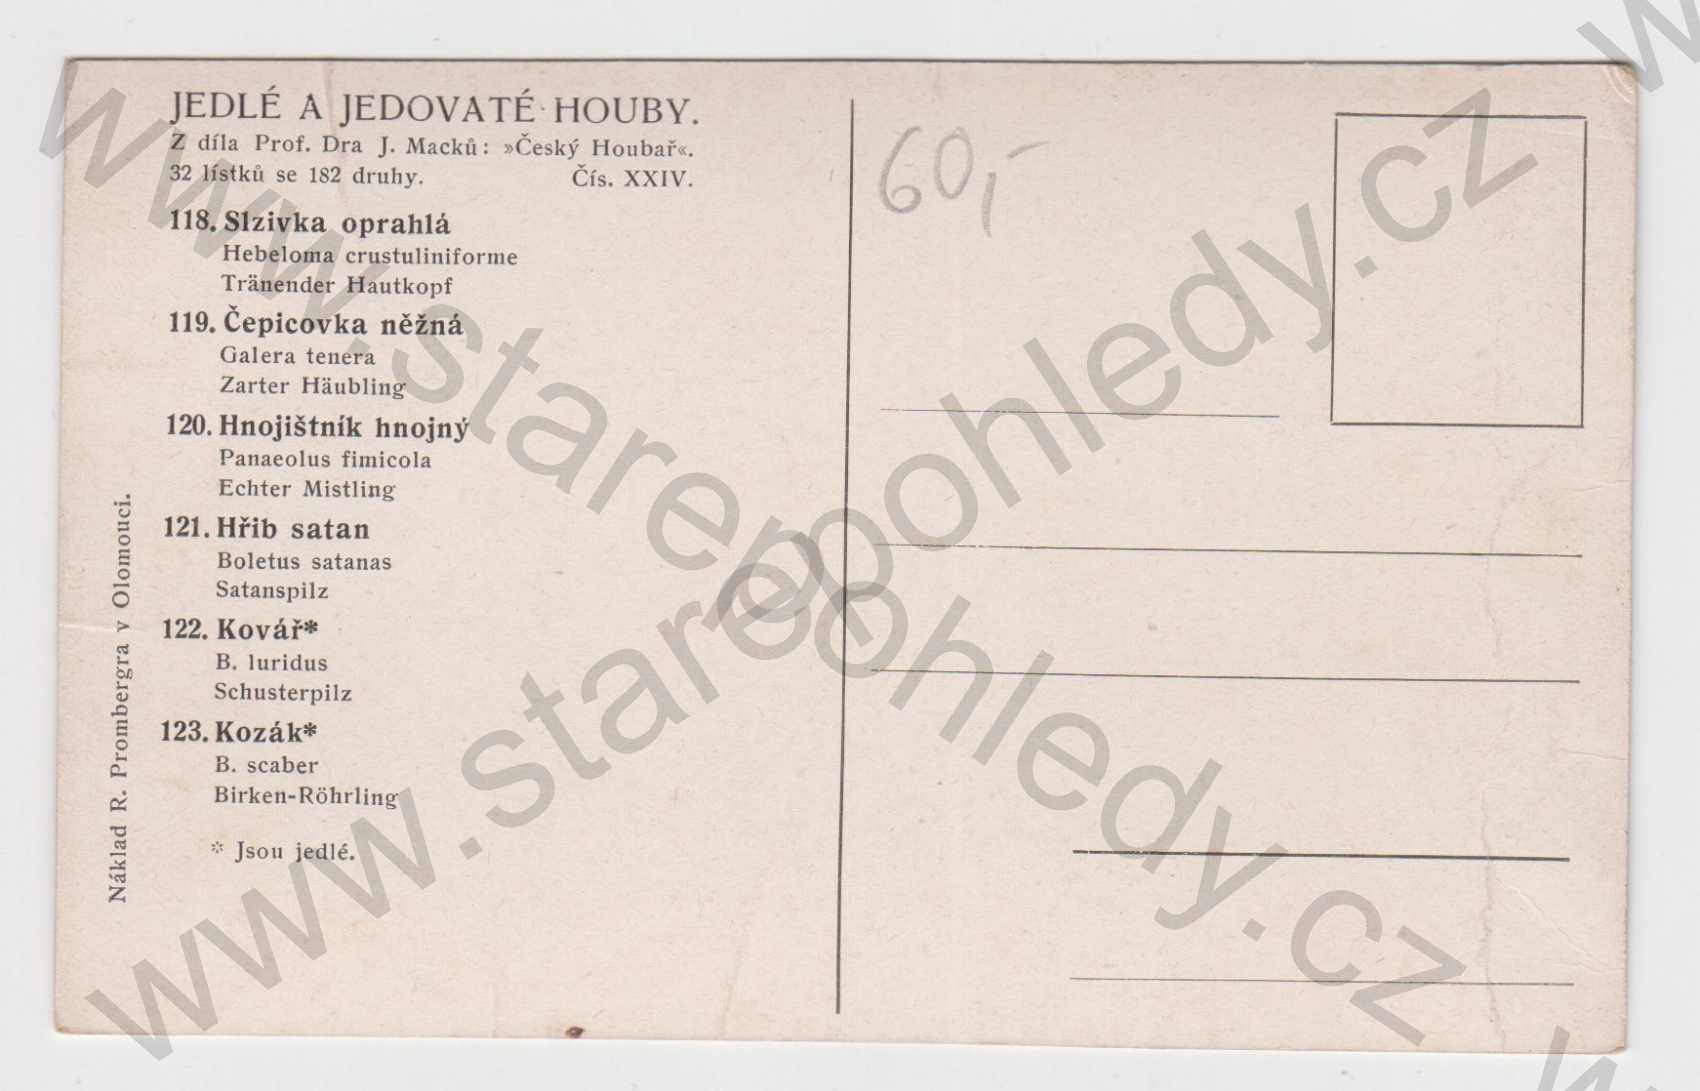 JEDLÉ A JEDOVATÉ HOUBY.
Z díla Prof. Dra J. Macků: »Český Houbař«.
32 lístků se 182 druhy. Čís. XXIV.
118. Slzivka oprahlá
Hebeloma crustuliniforme
Tränender Hautkopf
119. Čepicovka něžná
Galera tenera
Zarter Häubling
120. Hnojištník hnojný
Panaeolus fimicola
Echter Mistling
121. Hřib satan
Boletus satanas
Satanspilz
122. Kovář*
B. luridus
Schusterpilz
123. Kozák*
B. scaber
Birken-Röhrling
* Jsou jedlé.
Náklad R. Prombergra v Olomouci.
60,-
www.starepohledy.cz
www.starepohledy.cz